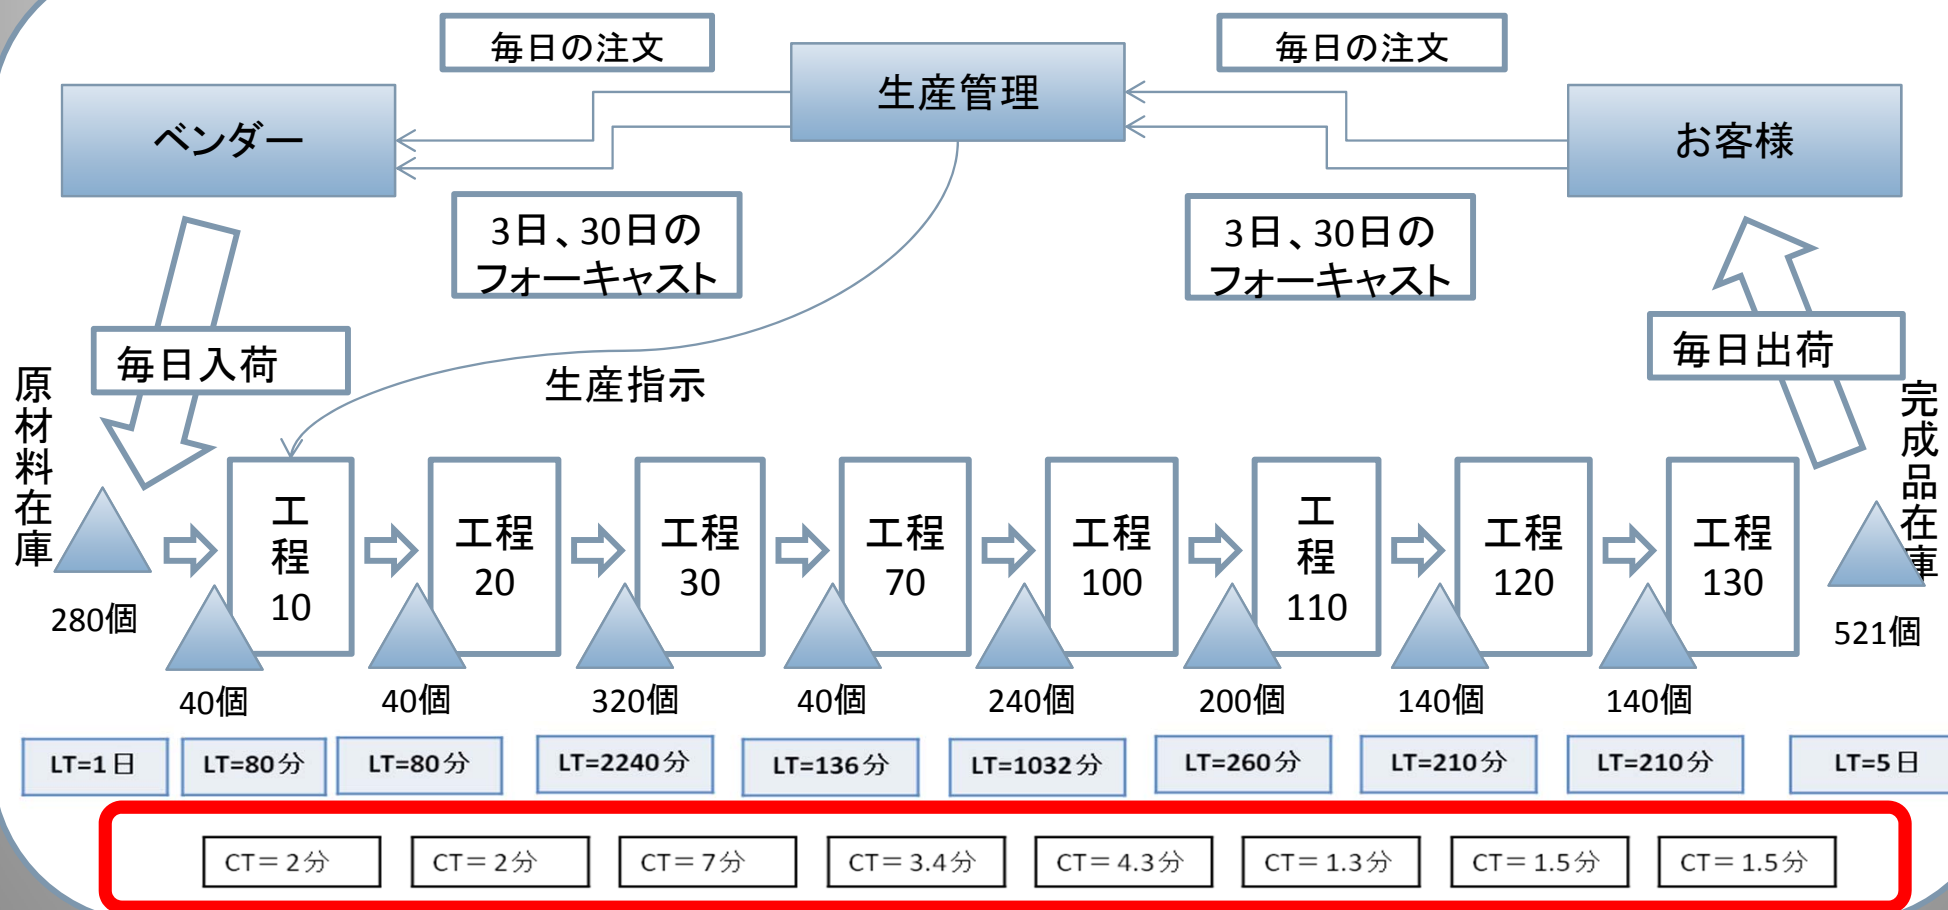 毎日の注文
毎日の注文
生産管理
ベンダー
お客様
3日、30日の
フォーキャスト
3日、30日の
フォーキャスト
毎日入荷
毎日出荷
生産指示
原材料在庫
完成品在庫
工
程
10
工程
20
工程
30
工程
70
工程
100
工
程
110
工程
120
工程
130
280個
521個
40個
40個
320個
40個
240個
200個
140個
140個
LT=1日
LT=80分
LT=80分
LT=2240分
LT=136分
LT=1032分
LT=260分
LT=210分
LT=210分
LT=5日
CT＝2分
CT＝2分
CT＝7分
CT＝3.4分
CT＝4.3分
CT＝1.3分
CT＝1.5分
CT＝1.5分